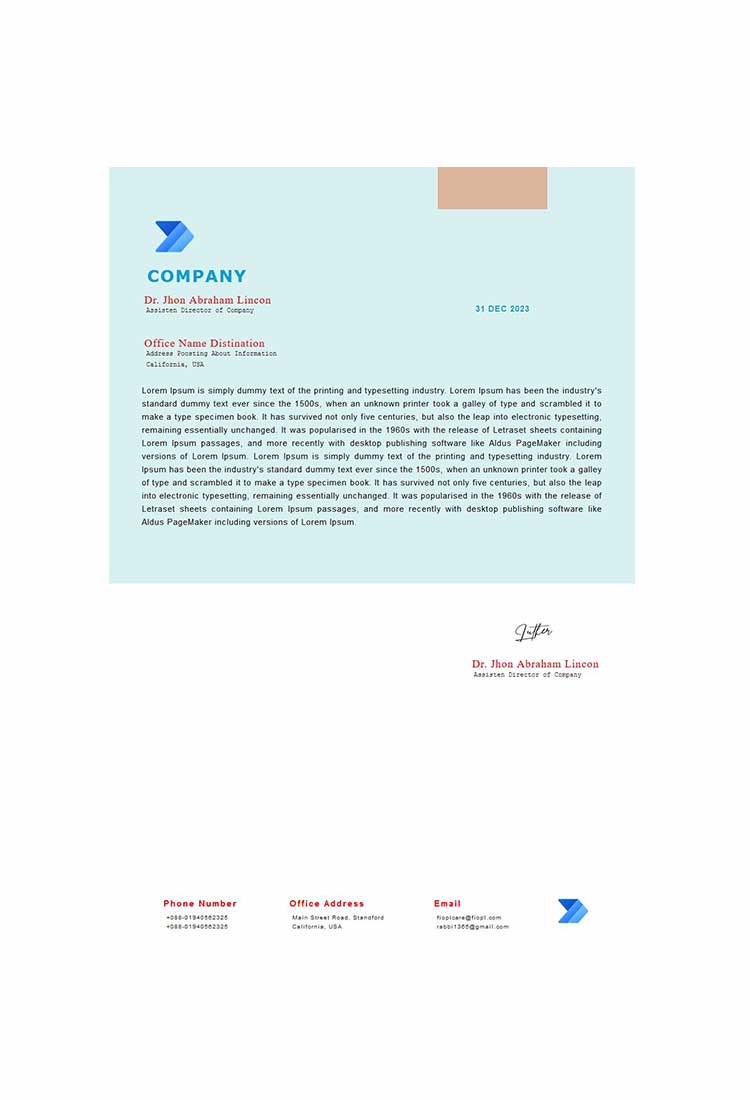 COMPANY
Dr. Jhon Abraham Lincon
Assisten Director of Company
31 DEC 2023
Office Name Distination
Address Poosting About Information
California, USA
Lorem Ipsum is simply dummy text of the printing and typesetting industry. Lorem Ipsum has been the industry's
standard dummy text ever since the 1500s, when an unknown printer took a galley of type and scrambled it to
make a type specimen book. It has survived not only five centuries, but also the leap into electronic typesetting,
remaining essentially unchanged. It was popularised in the 1960s with the release of Letraset sheets containing
Lorem Ipsum passages, and more recently with desktop publishing software like Aldus PageMaker including
versions of Lorem Ipsum. Lorem Ipsum is simply dummy text of the printing and typesetting industry. Lorem
Ipsum has been the industry's standard dummy text ever since the 1500s, when an unknown printer took a galley
of type and scrambled it to make a type specimen book. It has survived not only five centuries, but also the leap
into electronic typesetting, remaining essentially unchanged. It was popularised in the 1960s with the release of
Letraset sheets containing Lorem Ipsum passages, and more recently with desktop publishing software like
Aldus PageMaker including versions of Lorem Ipsum.
Luther
Dr. Jhon Abraham Lincon
Assisten Director of Company
Phone Number
+088-01940562325
+088-01940562325
Office Address
Main Street Road, Standford
California, USA
Email
fioplcare@fiopl.com
rabbi1365@gmail.com